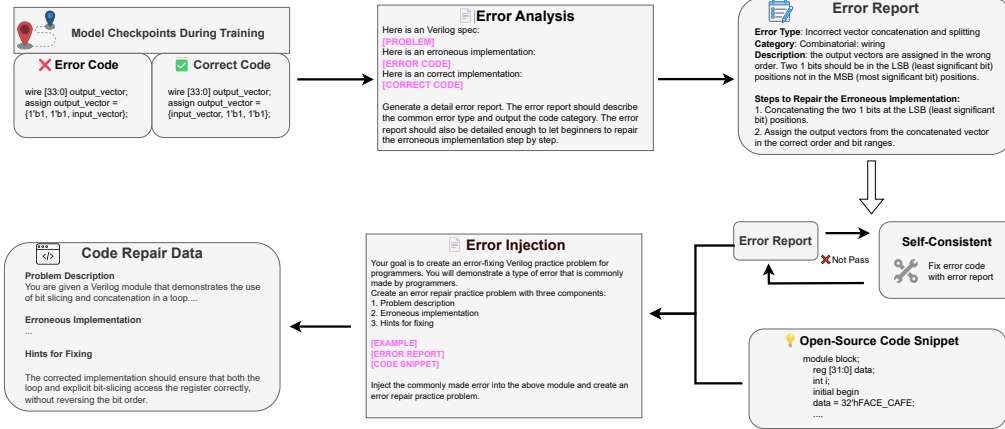 Model Checkpoints During Training
Error Code
wire [33:0] output_vector;
assign output_vector =
{1'b1, 1'b1, input_vector};
Correct Code
wire [33:0] output_vector;
assign output_vector =
{input_vector, 1'b1, 1'b1};
Error Analysis
Here is an Verilog spec:
[PROBLEM]
Here is an erroneous implementation:
[ERROR CODE]
Here is an correct implementation:
[CORRECT CODE]
Generate a detail error report. The error report should describe
the common error type and output the code category. The error
report should also be detailed enough to let beginners to repair
the erroneous implementation step by step.
Error Report
Error Type: Incorrect vector concatenation and splitting
Category: Combinatorial: wiring
Description: the output vectors are assigned in the wrong
order. Two 1 bits should be in the LSB (least significant bit)
positions not in the MSB (most significant bit) positions.
Steps to Repair the Erroneous Implementation:
1. Concatenating the two 1 bits at the LSB (least significant
bit) positions.
2. Assign the output vectors from the concatenated vector
in the correct order and bit ranges.
Error Report
Not Pass
Self-Consistent
Fix error code
with error report
Open-Source Code Snippet
module block;
reg [31:0] data;
int i;
initial begin
data = 32'hFACE_CAFE;
....
Error Injection
Your goal is to create an error-fixing Verilog practice problem for
programmers. You will demonstrate a type of error that is commonly
made by programmers.
Create an error repair practice problem with three components:
1. Problem description
2. Erroneous implementation
3. Hints for fixing
[EXAMPLE]
[ERROR REPORT]
[CODE SNIPPET]
Inject the commonly made error into the above module and create an
error repair practice problem.
Code Repair Data
Problem Description
You are given a Verilog module that demonstrates the use
of bit slicing and concatenation in a loop....
Erroneous Implementation
...
Hints for Fixing
The corrected implementation should ensure that both the
loop and explicit bit-slicing access the register correctly,
without reversing the bit order.